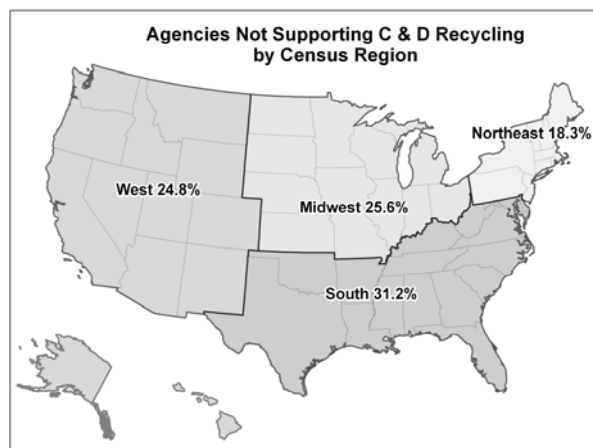 Agencies Not Supporting C & D Recycling
by Census Region
Northeast 18.3%
West 24.8%
Midwest 25.6%
South 31.2%